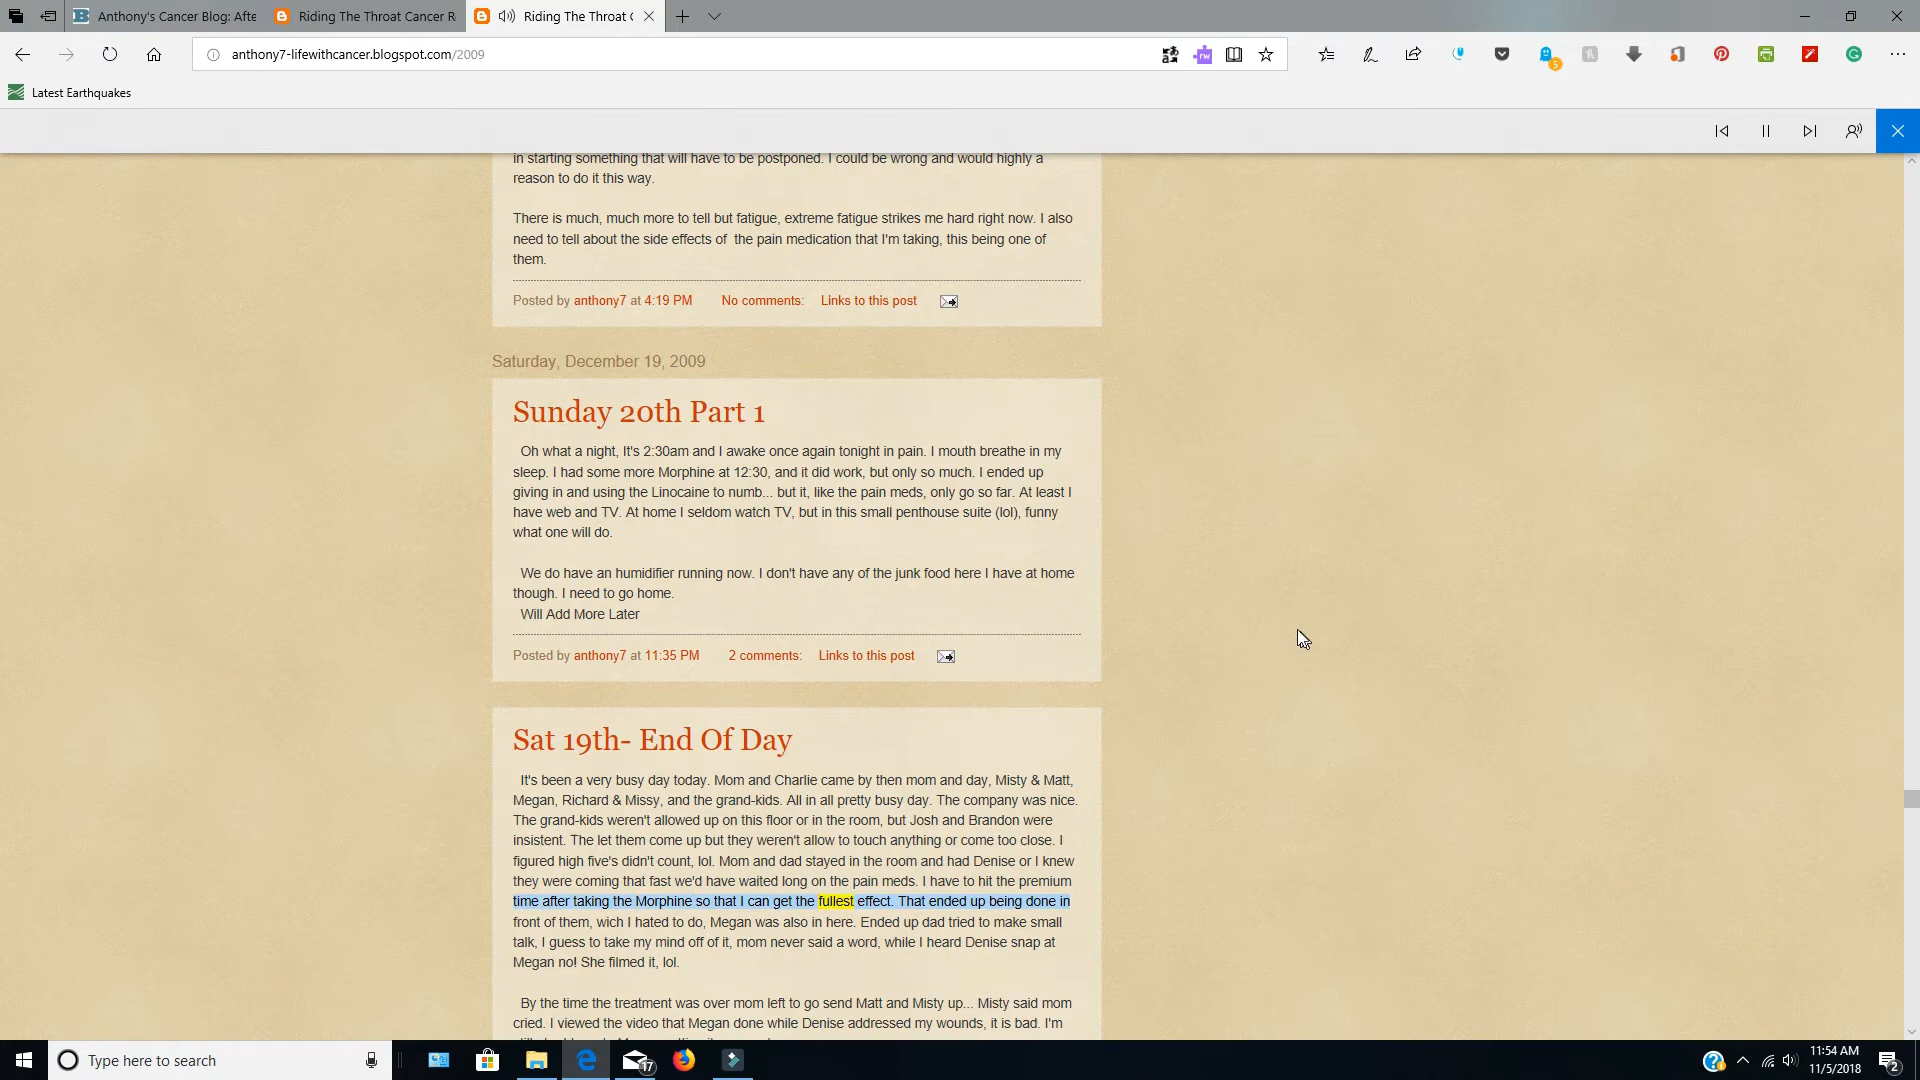 Anthony's Cancer Blog: Afte
Riding The Throat Cancer R
Riding The Throat C
anthony7-lifewithcancer.blogspot.com/2009
rw
5
Latest Earthquakes
in starting something that will have to be postponed. I could be wrong and would highly a
reason to do it this way.
There is much, much more to tell but fatigue, extreme fatigue strikes me hard right now. I also
need to tell about the side effects of the pain medication that I'm taking, this being one of
them.
Posted by anthony7 at 4:19 PM No comments: Links to this post
Saturday, December 19, 2009
Sunday 20th Part 1
Oh what a night, It's 2:30am and I awake once again tonight in pain. I mouth breathe in my
sleep. I had some more Morphine at 12:30, and it did work, but only so much. I ended up
giving in and using the Linocaine to numb... but it, like the pain meds, only go so far. At least I
have web and TV. At home I seldom watch TV, but in this small penthouse suite (lol), funny
what one will do.
We do have an humidifier running now. I don't have any of the junk food here I have at home
though. I need to go home.
Will Add More Later
Posted by anthony7 at 11:35 PM 2 comments: Links to this post
Sat 19th- End Of Day
It's been a very busy day today. Mom and Charlie came by then mom and day, Misty & Matt,
Megan, Richard & Missy, and the grand-kids. All in all pretty busy day. The company was nice.
The grand-kids weren't allowed up on this floor or in the room, but Josh and Brandon were
insistent. The let them come up but they weren't allow to touch anything or come too close. I
figured high five's didn't count, lol. Mom and dad stayed in the room and had Denise or I knew
they were coming that fast we'd have waited long on the pain meds. I have to hit the premium
time after taking the Morphine so that I can get the fullest effect. That ended up being done in
front of them, wich I hated to do, Megan was also in here. Ended up dad tried to make small
talk, I guess to take my mind off of it, mom never said a word, while I heard Denise snap at
Megan no! She filmed it, lol.
By the time the treatment was over mom left to go send Matt and Misty up... Misty said mom
cried. I viewed the video that Megan done while Denise addressed my wounds, it is bad. I'm
Type here to search
17
11:54 AM
11/5/2018
2